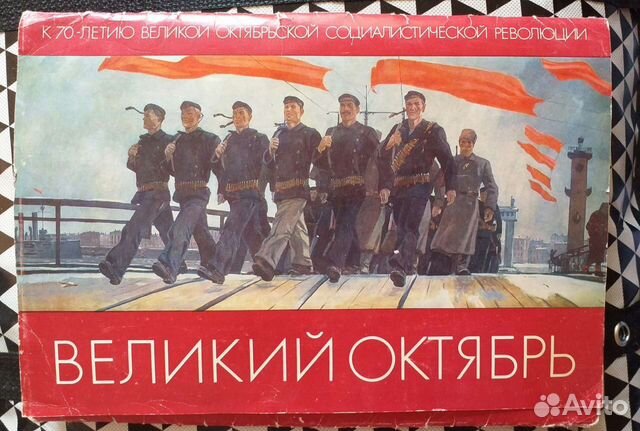 К 70-ЛЕТИЮ ВЕЛИКОЙ ОКТЯБРЬСКОЙ СОЦИАЛИСТИЧЕСКОЙ РЕВОЛЮЦИИ
ВЕЛИКИЙ ОКТЯБРЬ
Avito